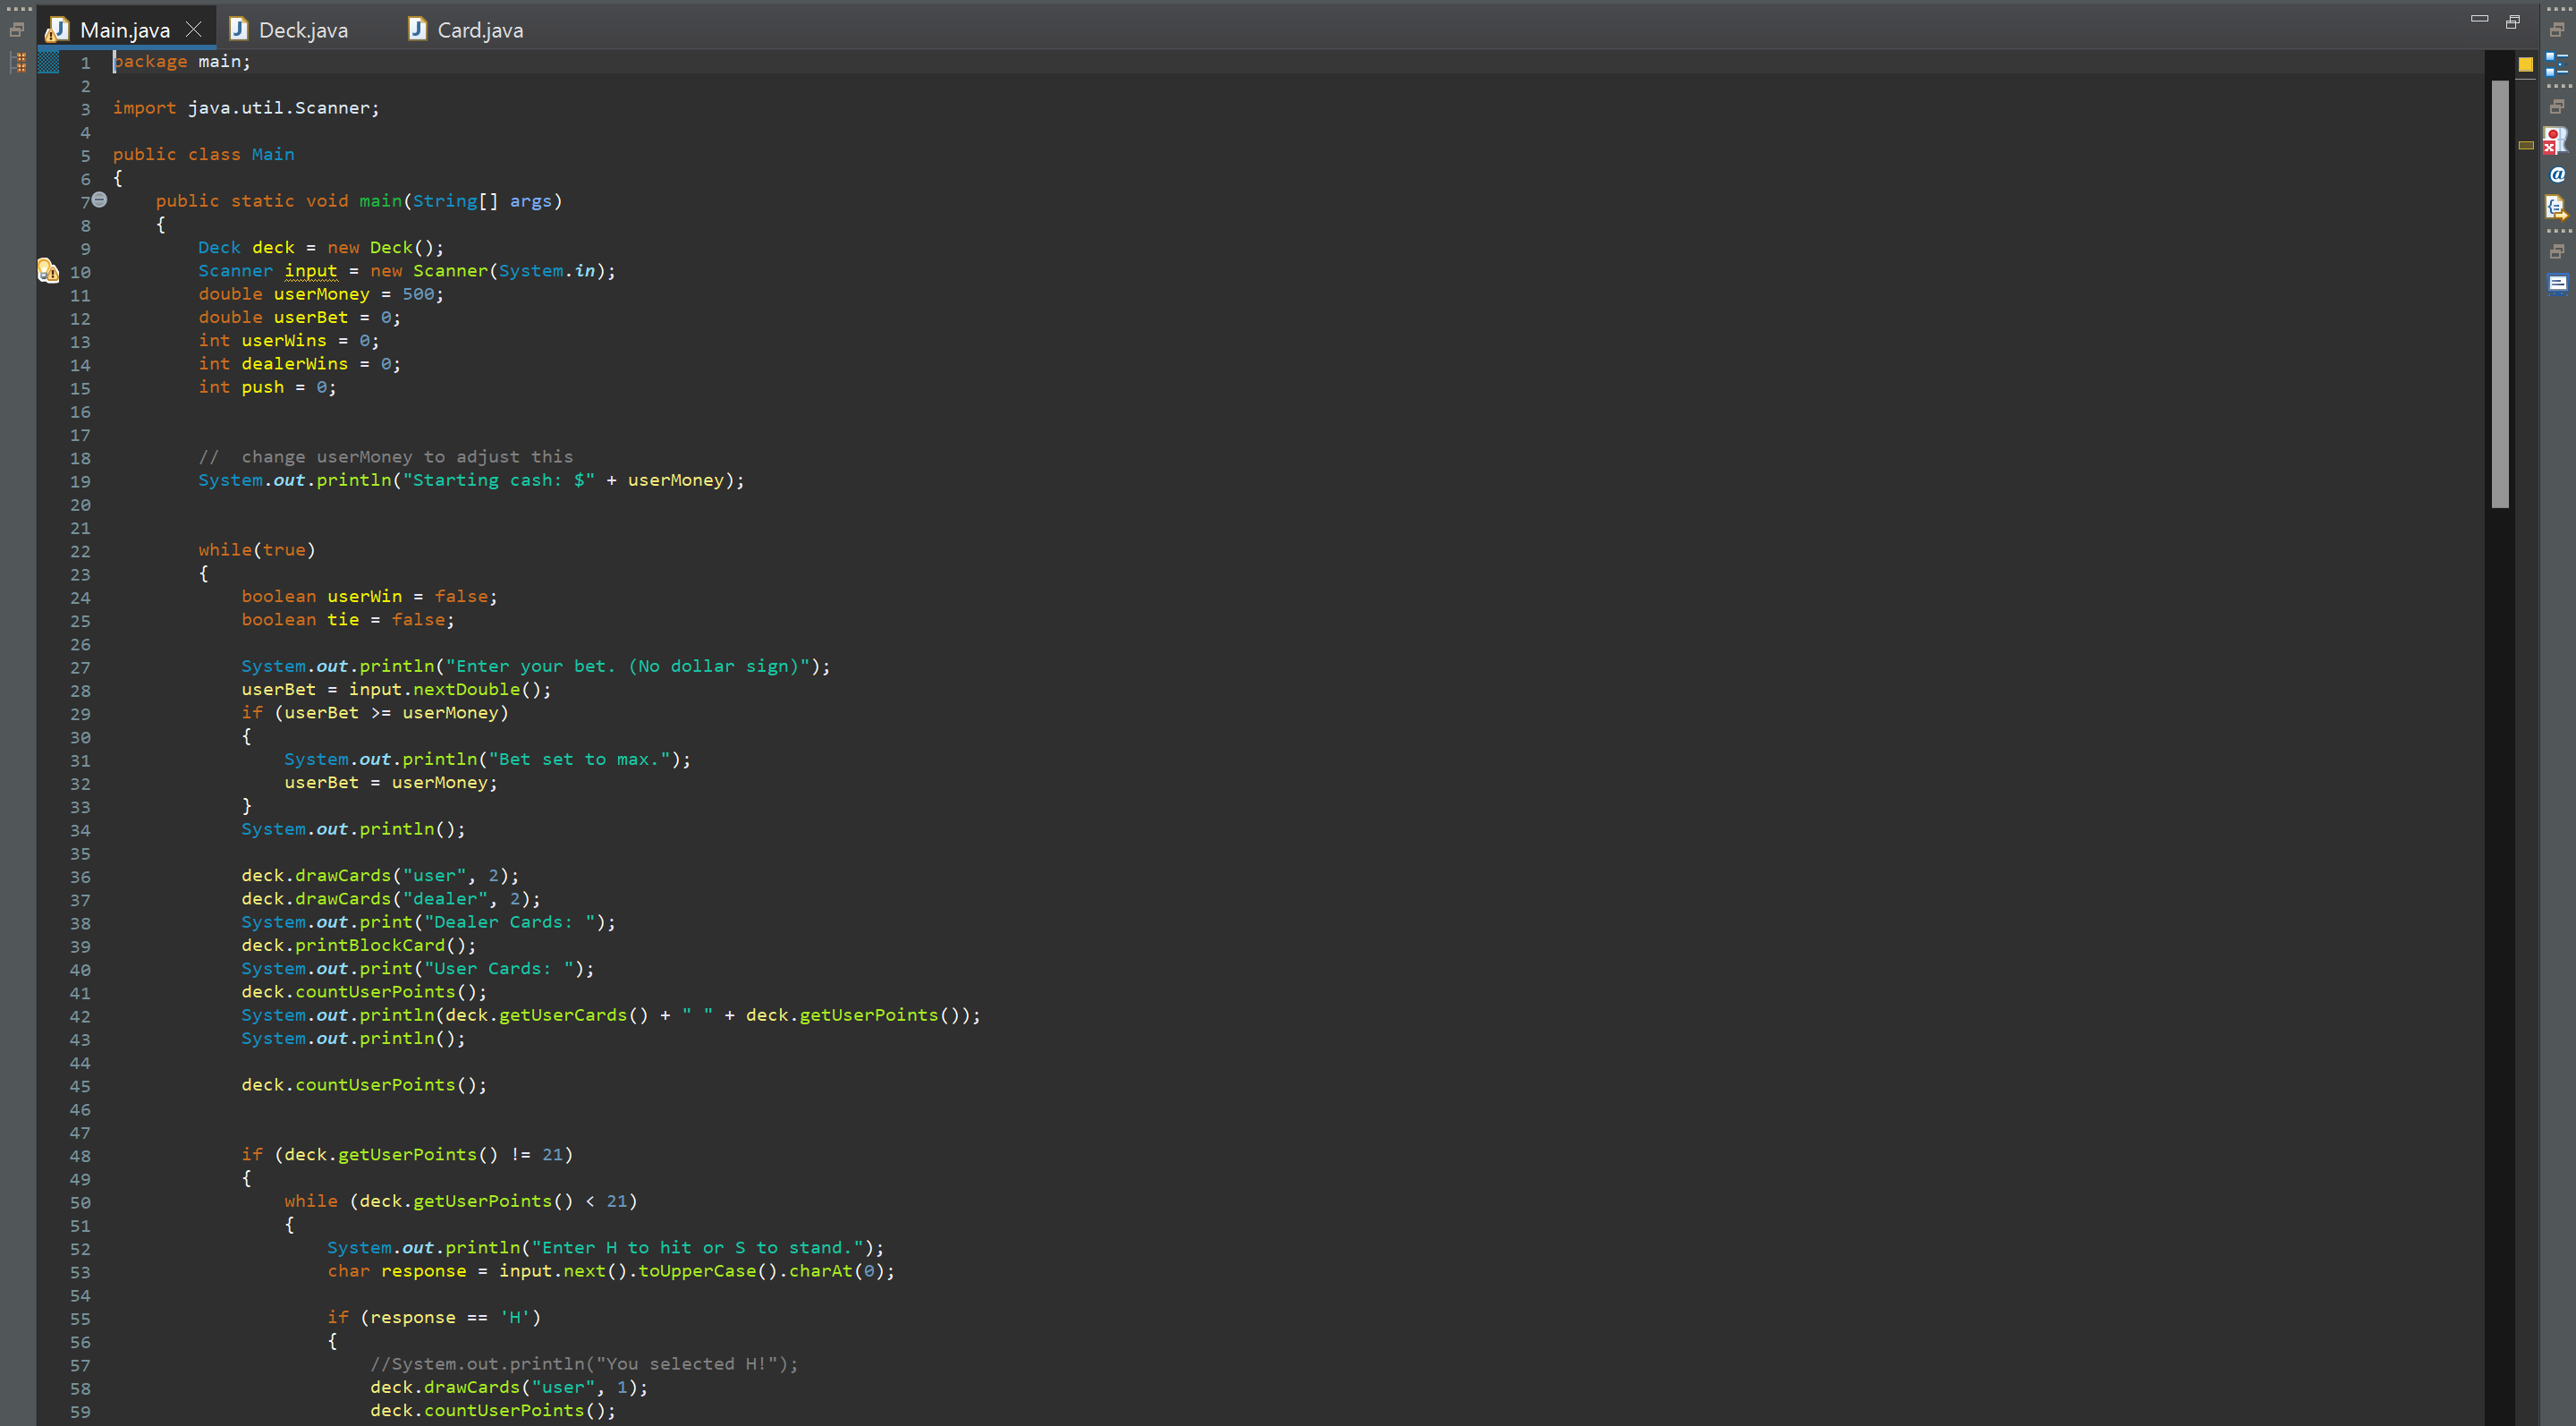 Main.java Deck.java Card.java
1 package main;
2
3 import java.util.Scanner;
4
5 public class Main
6 {
7 public static void main(String[] args)
8 {
9 Deck deck = new Deck();
10 Scanner input = new Scanner(System.in);
11 double userMoney = 500;
12 double userBet = 0;
13 int userWins = 0;
14 int dealerWins = 0;
15 int push = 0;
16
17
18 //  change userMoney to adjust this
19 System.out.println("Starting cash: $" + userMoney);
20
21
22 while(true)
23 {
24 boolean userWin = false;
25 boolean tie = false;
26
27 System.out.println("Enter your bet. (No dollar sign)");
28 userBet = input.nextDouble();
29 if (userBet >= userMoney)
30 {
31 System.out.println("Bet set to max.");
32 userBet = userMoney;
33 }
34 System.out.println();
35
36 deck.drawCards("user", 2);
37 deck.drawCards("dealer", 2);
38 System.out.print("Dealer Cards: ");
39 deck.printBlockCard();
40 System.out.print("User Cards: ");
41 deck.countUserPoints();
42 System.out.println(deck.getUserCards() + " " + deck.getUserPoints());
43 System.out.println();
44
45 deck.countUserPoints();
46
47
48 if (deck.getUserPoints() != 21)
49 {
50 while (deck.getUserPoints() < 21)
51 {
52 System.out.println("Enter H to hit or S to stand.");
53 char response = input.next().toUpperCase().charAt(0);
54
55 if (response == 'H')
56 {
57 //System.out.println("You selected H!");
58 deck.drawCards("user", 1);
59 deck.countUserPoints();